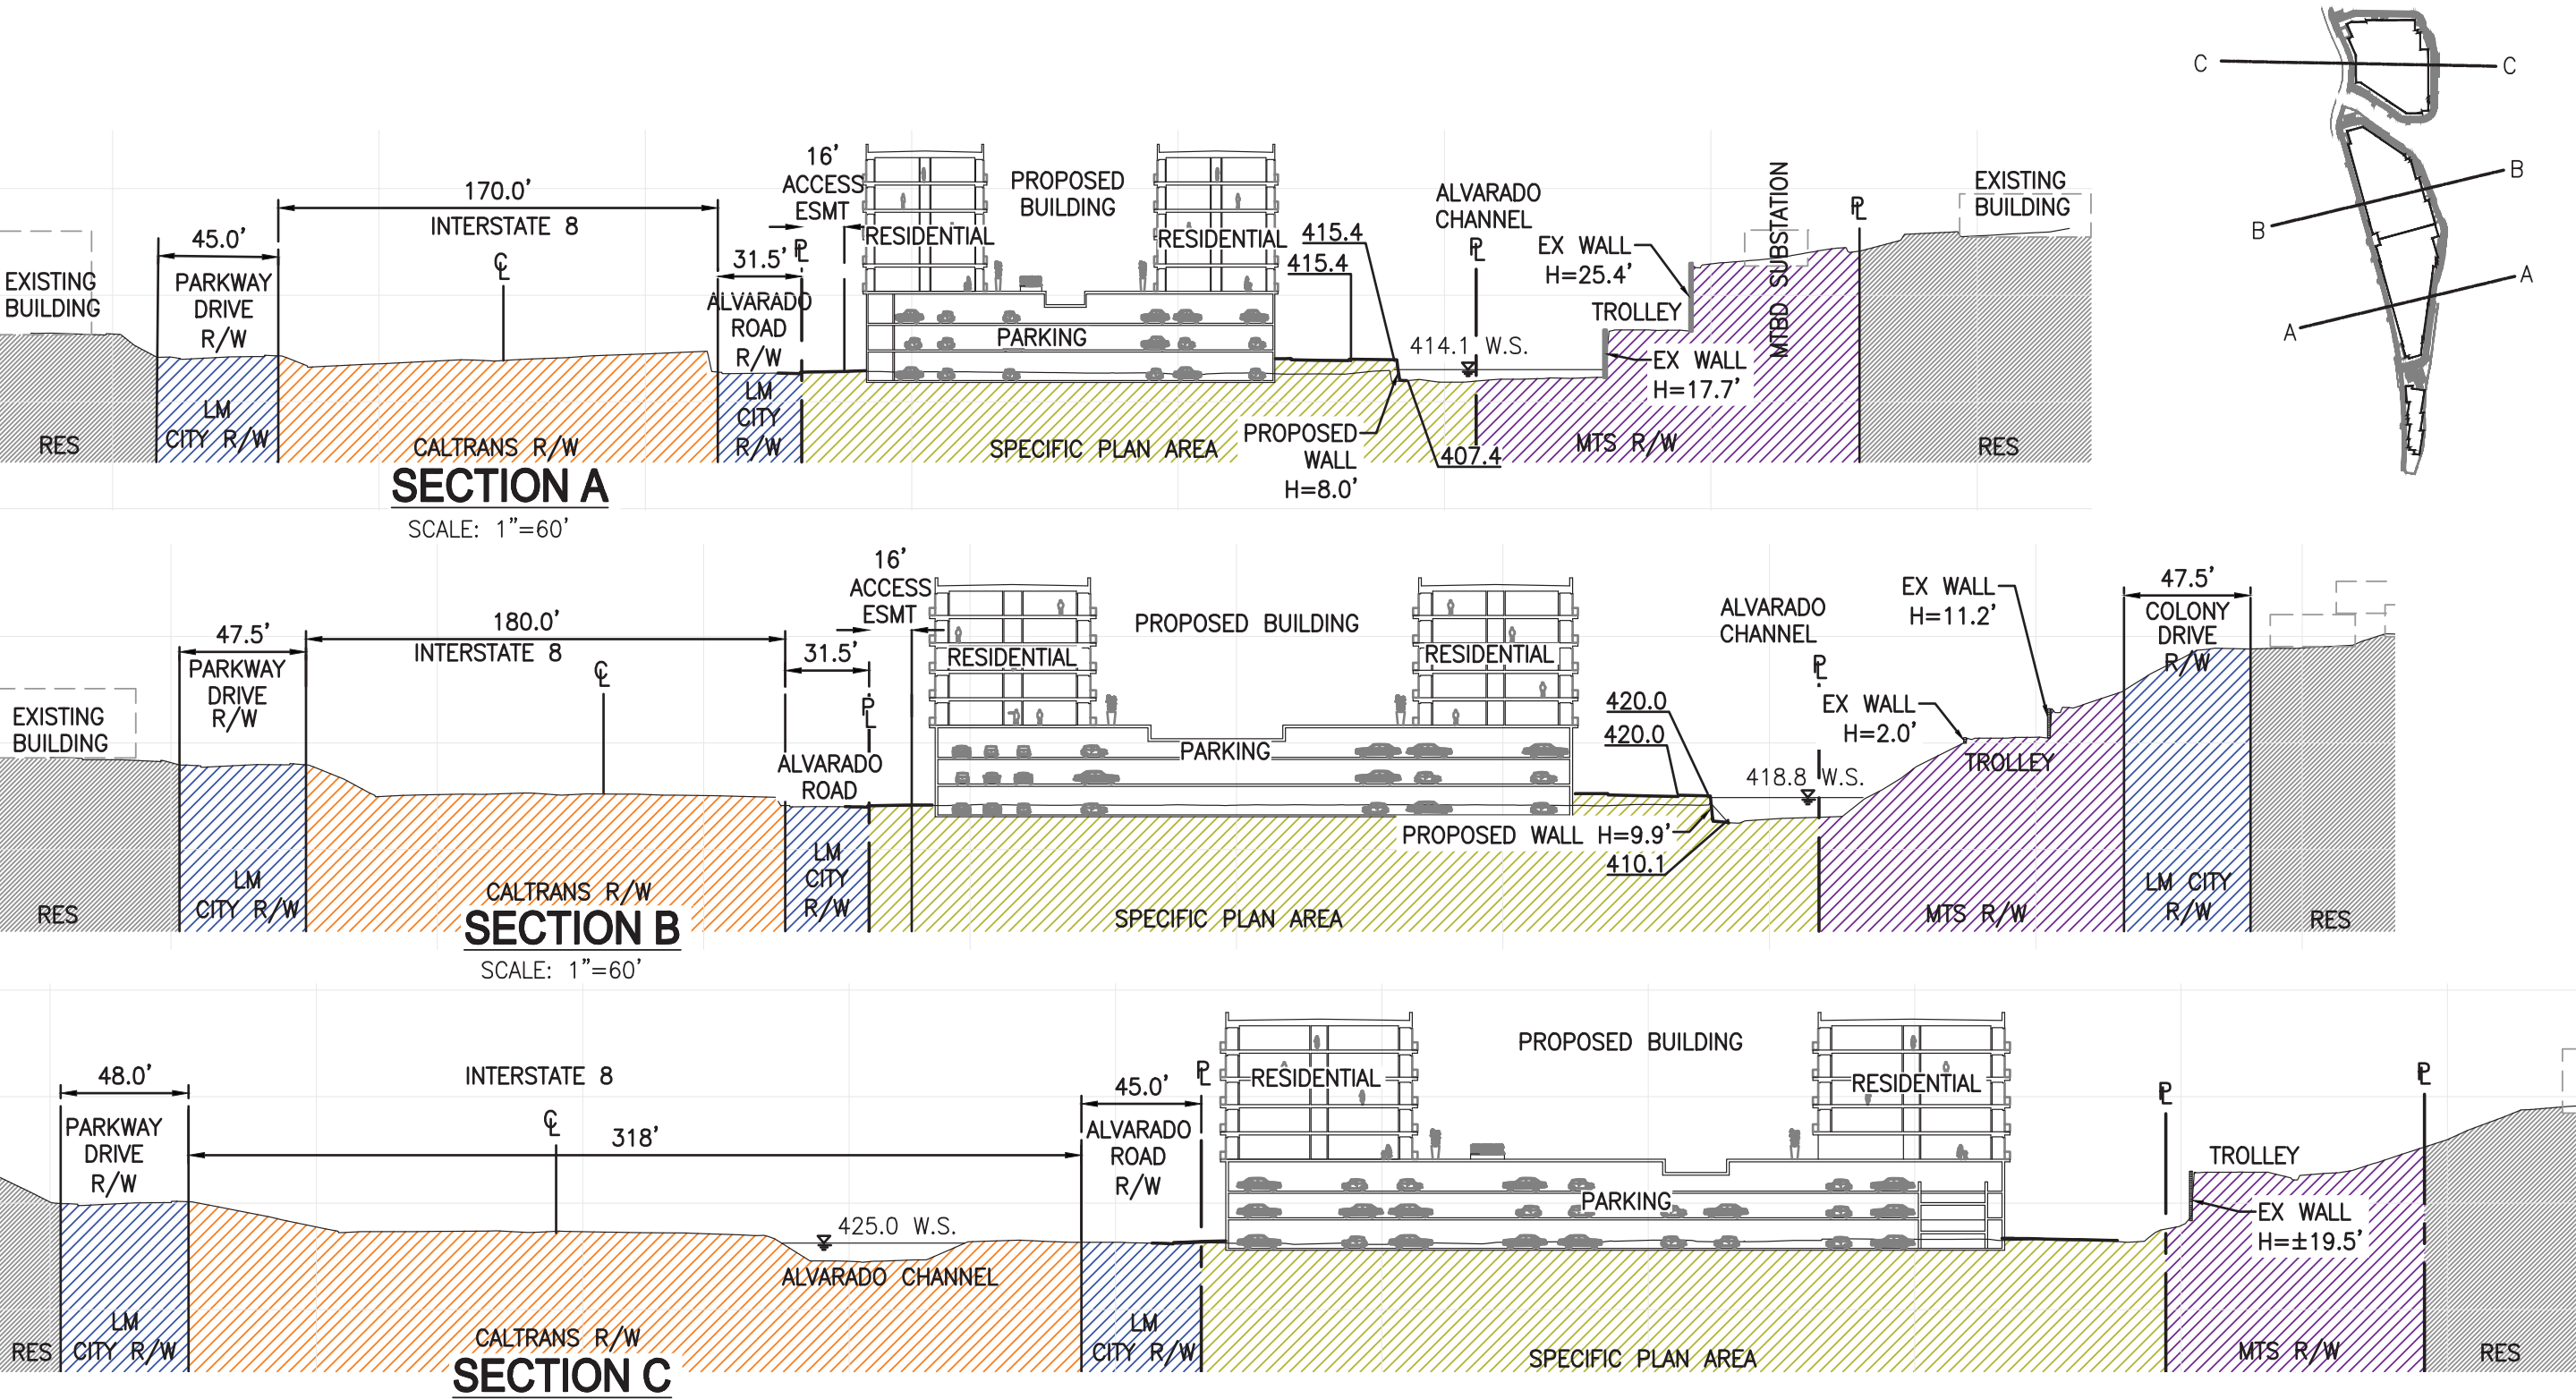 16'
ACCESS
ESMT
170.0'
INTERSTATE 8
45.0'
PARKWAY
DRIVE
R/W
EXISTING
BUILDING
℄
31.5'
℄
ALVARADO
ROAD
R/W
RESIDENTIAL
PROPOSED
BUILDING
RESIDENTIAL
PARKING
415.4
415.4
ALVARADO
CHANNEL
℄
414.1 W.S.
EX WALL
H=25.4'
TROLLEY
EX WALL
H=17.7'
MTBD SUBSTATION
℄
EXISTING
BUILDING
RES
LM
CITY R/W
CALTRANS R/W
LM
CITY
R/W
SPECIFIC PLAN AREA
PROPOSED
WALL
H=8.0'
407.4
MTS R/W
RES
SECTION A
SCALE: 1"=60'
C
C
B
B
A
A
16'
ACCESS
ESMT
180.0'
INTERSTATE 8
47.5'
PARKWAY
DRIVE
R/W
EXISTING
BUILDING
℄
31.5'
℄
ALVARADO
ROAD
RESIDENTIAL
PROPOSED BUILDING
RESIDENTIAL
PARKING
420.0
420.0
ALVARADO
CHANNEL
℄
418.8 W.S.
EX WALL
H=11.2'
EX WALL
H=2.0'
TROLLEY
47.5'
COLONY
DRIVE
R/W
PROPOSED WALL H=9.9'
410.1
RES
LM
CITY R/W
CALTRANS R/W
LM
CITY
R/W
SPECIFIC PLAN AREA
MTS R/W
LM CITY
R/W
RES
SECTION B
SCALE: 1"=60'
48.0'
PARKWAY
DRIVE
R/W
INTERSTATE 8
℄
318'
425.0 W.S.
ALVARADO CHANNEL
45.0'
℄
ALVARADO
ROAD
R/W
RESIDENTIAL
PROPOSED BUILDING
RESIDENTIAL
PARKING
℄
TROLLEY
EX WALL
H=±19.5'
℄
RES
LM
CITY R/W
CALTRANS R/W
LM
CITY R/W
SPECIFIC PLAN AREA
MTS R/W
RES
SECTION C